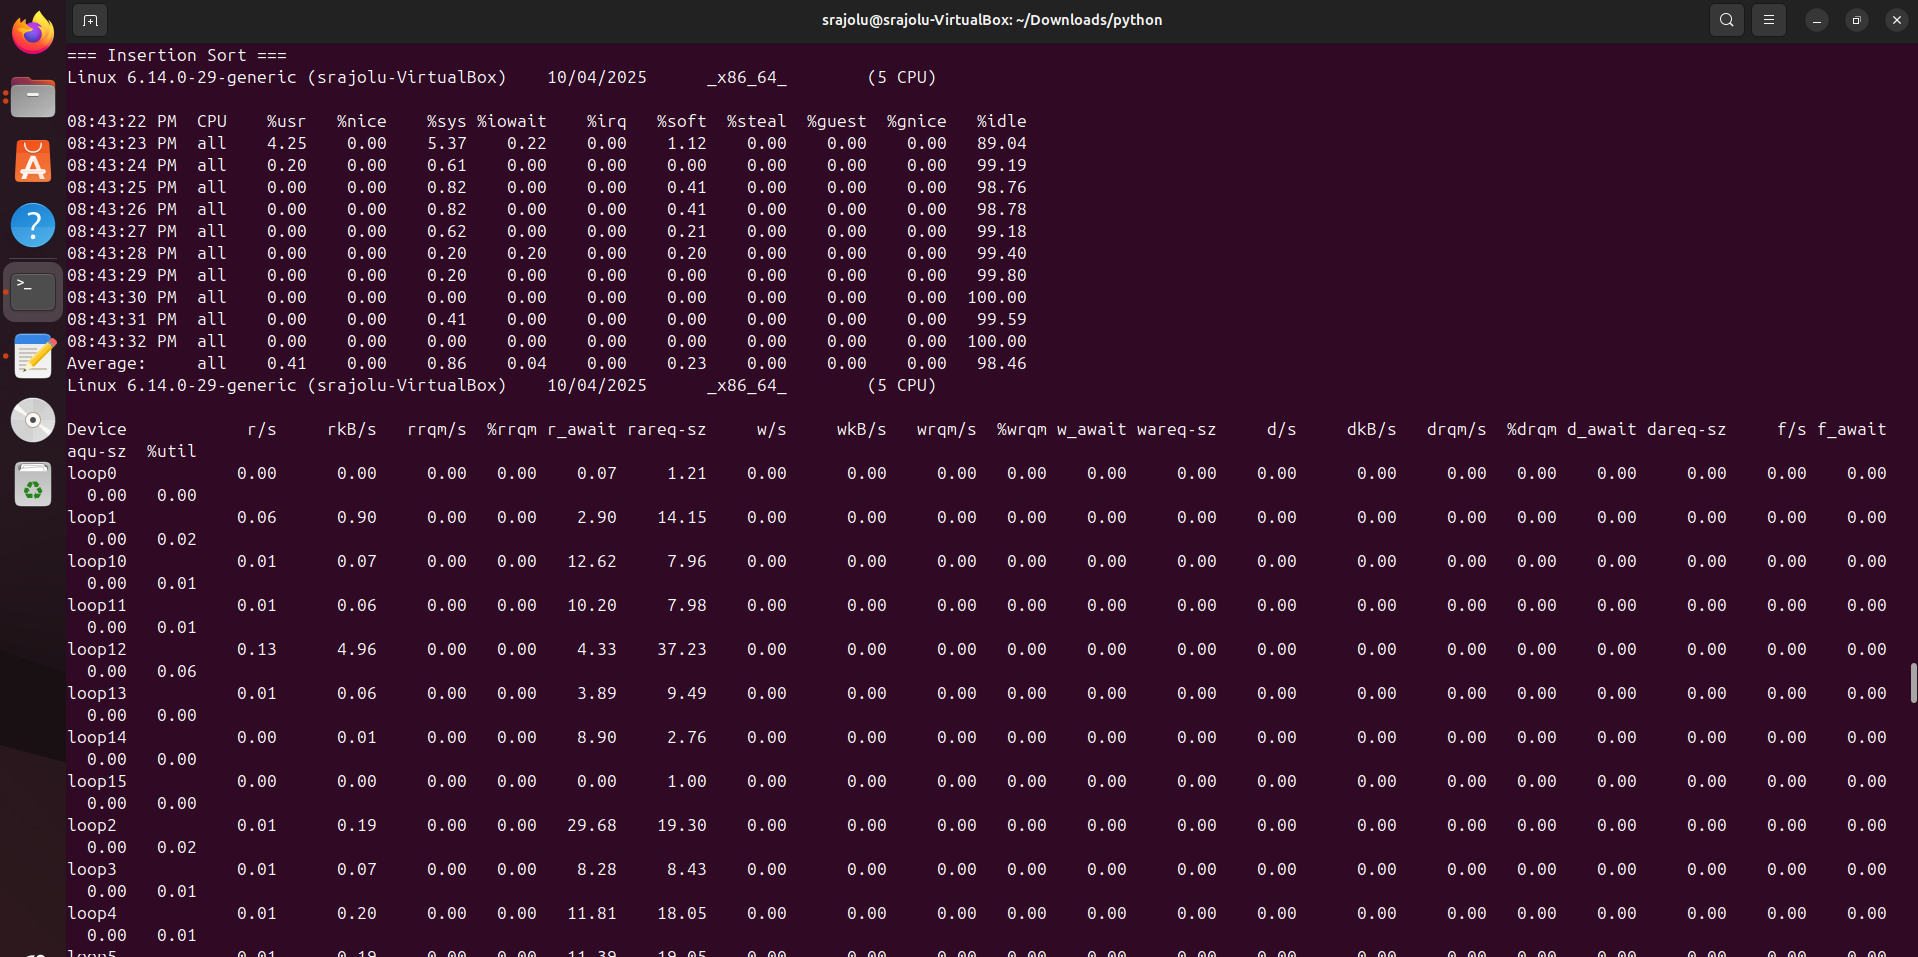 srajolu@srajolu-VirtualBox: ~/Downloads/python
=== Insertion Sort ===
Linux 6.14.0-29-generic (srajolu-VirtualBox) 10/04/2025 _x86_64_ (5 CPU)
08:43:22 PM CPU %usr %nice %sys %iowait %irq %soft %steal %guest %gnice %idle
08:43:23 PM all 4.25 0.00 5.37 0.22 0.00 1.12 0.00 0.00 0.00 89.04
08:43:24 PM all 0.20 0.00 0.61 0.00 0.00 0.00 0.00 0.00 0.00 99.19
08:43:25 PM all 0.00 0.00 0.82 0.00 0.00 0.41 0.00 0.00 0.00 98.76
08:43:26 PM all 0.00 0.00 0.82 0.00 0.00 0.41 0.00 0.00 0.00 98.78
08:43:27 PM all 0.00 0.00 0.62 0.00 0.00 0.21 0.00 0.00 0.00 99.18
08:43:28 PM all 0.00 0.00 0.20 0.20 0.00 0.20 0.00 0.00 0.00 99.40
08:43:29 PM all 0.00 0.00 0.20 0.00 0.00 0.00 0.00 0.00 0.00 99.80
08:43:30 PM all 0.00 0.00 0.00 0.00 0.00 0.00 0.00 0.00 0.00 100.00
08:43:31 PM all 0.00 0.00 0.41 0.00 0.00 0.00 0.00 0.00 0.00 99.59
08:43:32 PM all 0.00 0.00 0.00 0.00 0.00 0.00 0.00 0.00 0.00 100.00
Average: all 0.41 0.00 0.86 0.04 0.00 0.23 0.00 0.00 0.00 98.46
Linux 6.14.0-29-generic (srajolu-VirtualBox) 10/04/2025 _x86_64_ (5 CPU)
Device r/s rkB/s rrqm/s %rrqm r_await rareq-sz w/s wkB/s wrqm/s %wrqm w_await wareq-sz d/s dkB/s drqm/s %drqm d_await dareq-sz f/s f_await
aqu-sz %util
loop0 0.00 0.00 0.00 0.00 0.07 1.21 0.00 0.00 0.00 0.00 0.00 0.00 0.00 0.00 0.00 0.00 0.00 0.00 0.00 0.00
0.00 0.00
loop1 0.06 0.90 0.00 0.00 2.90 14.15 0.00 0.00 0.00 0.00 0.00 0.00 0.00 0.00 0.00 0.00 0.00 0.00 0.00 0.00
0.00 0.02
loop10 0.01 0.07 0.00 0.00 12.62 7.96 0.00 0.00 0.00 0.00 0.00 0.00 0.00 0.00 0.00 0.00 0.00 0.00 0.00 0.00
0.00 0.01
loop11 0.01 0.06 0.00 0.00 10.20 7.98 0.00 0.00 0.00 0.00 0.00 0.00 0.00 0.00 0.00 0.00 0.00 0.00 0.00 0.00
0.00 0.01
loop12 0.13 4.96 0.00 0.00 4.33 37.23 0.00 0.00 0.00 0.00 0.00 0.00 0.00 0.00 0.00 0.00 0.00 0.00 0.00 0.00
0.00 0.06
loop13 0.01 0.06 0.00 0.00 3.89 9.49 0.00 0.00 0.00 0.00 0.00 0.00 0.00 0.00 0.00 0.00 0.00 0.00 0.00 0.00
0.00 0.00
loop14 0.00 0.01 0.00 0.00 8.90 2.76 0.00 0.00 0.00 0.00 0.00 0.00 0.00 0.00 0.00 0.00 0.00 0.00 0.00 0.00
0.00 0.00
loop15 0.00 0.00 0.00 0.00 0.00 1.00 0.00 0.00 0.00 0.00 0.00 0.00 0.00 0.00 0.00 0.00 0.00 0.00 0.00 0.00
0.00 0.00
loop2 0.01 0.19 0.00 0.00 29.68 19.30 0.00 0.00 0.00 0.00 0.00 0.00 0.00 0.00 0.00 0.00 0.00 0.00 0.00 0.00
0.00 0.02
loop3 0.01 0.07 0.00 0.00 8.28 8.43 0.00 0.00 0.00 0.00 0.00 0.00 0.00 0.00 0.00 0.00 0.00 0.00 0.00 0.00
0.00 0.01
loop4 0.01 0.20 0.00 0.00 11.81 18.05 0.00 0.00 0.00 0.00 0.00 0.00 0.00 0.00 0.00 0.00 0.00 0.00 0.00 0.00
0.00 0.01